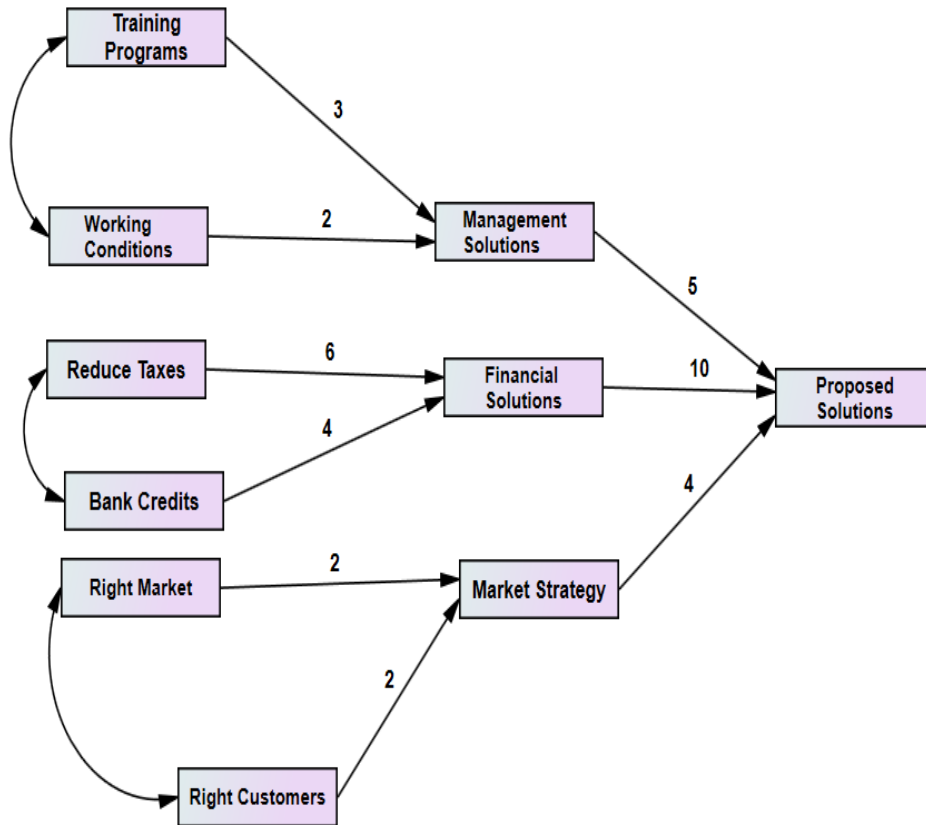 Training
Programs
3
Working
Conditions
2
Management
Solutions
5
Reduce Taxes
6
Financial
Solutions
10
Proposed
Solutions
Bank Credits
4
4
Right Market
2
Market Strategy
2
Right Customers